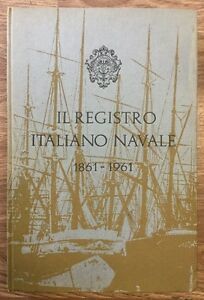 IL REGISTRO
ITALIANO NAVALE
1861-1961